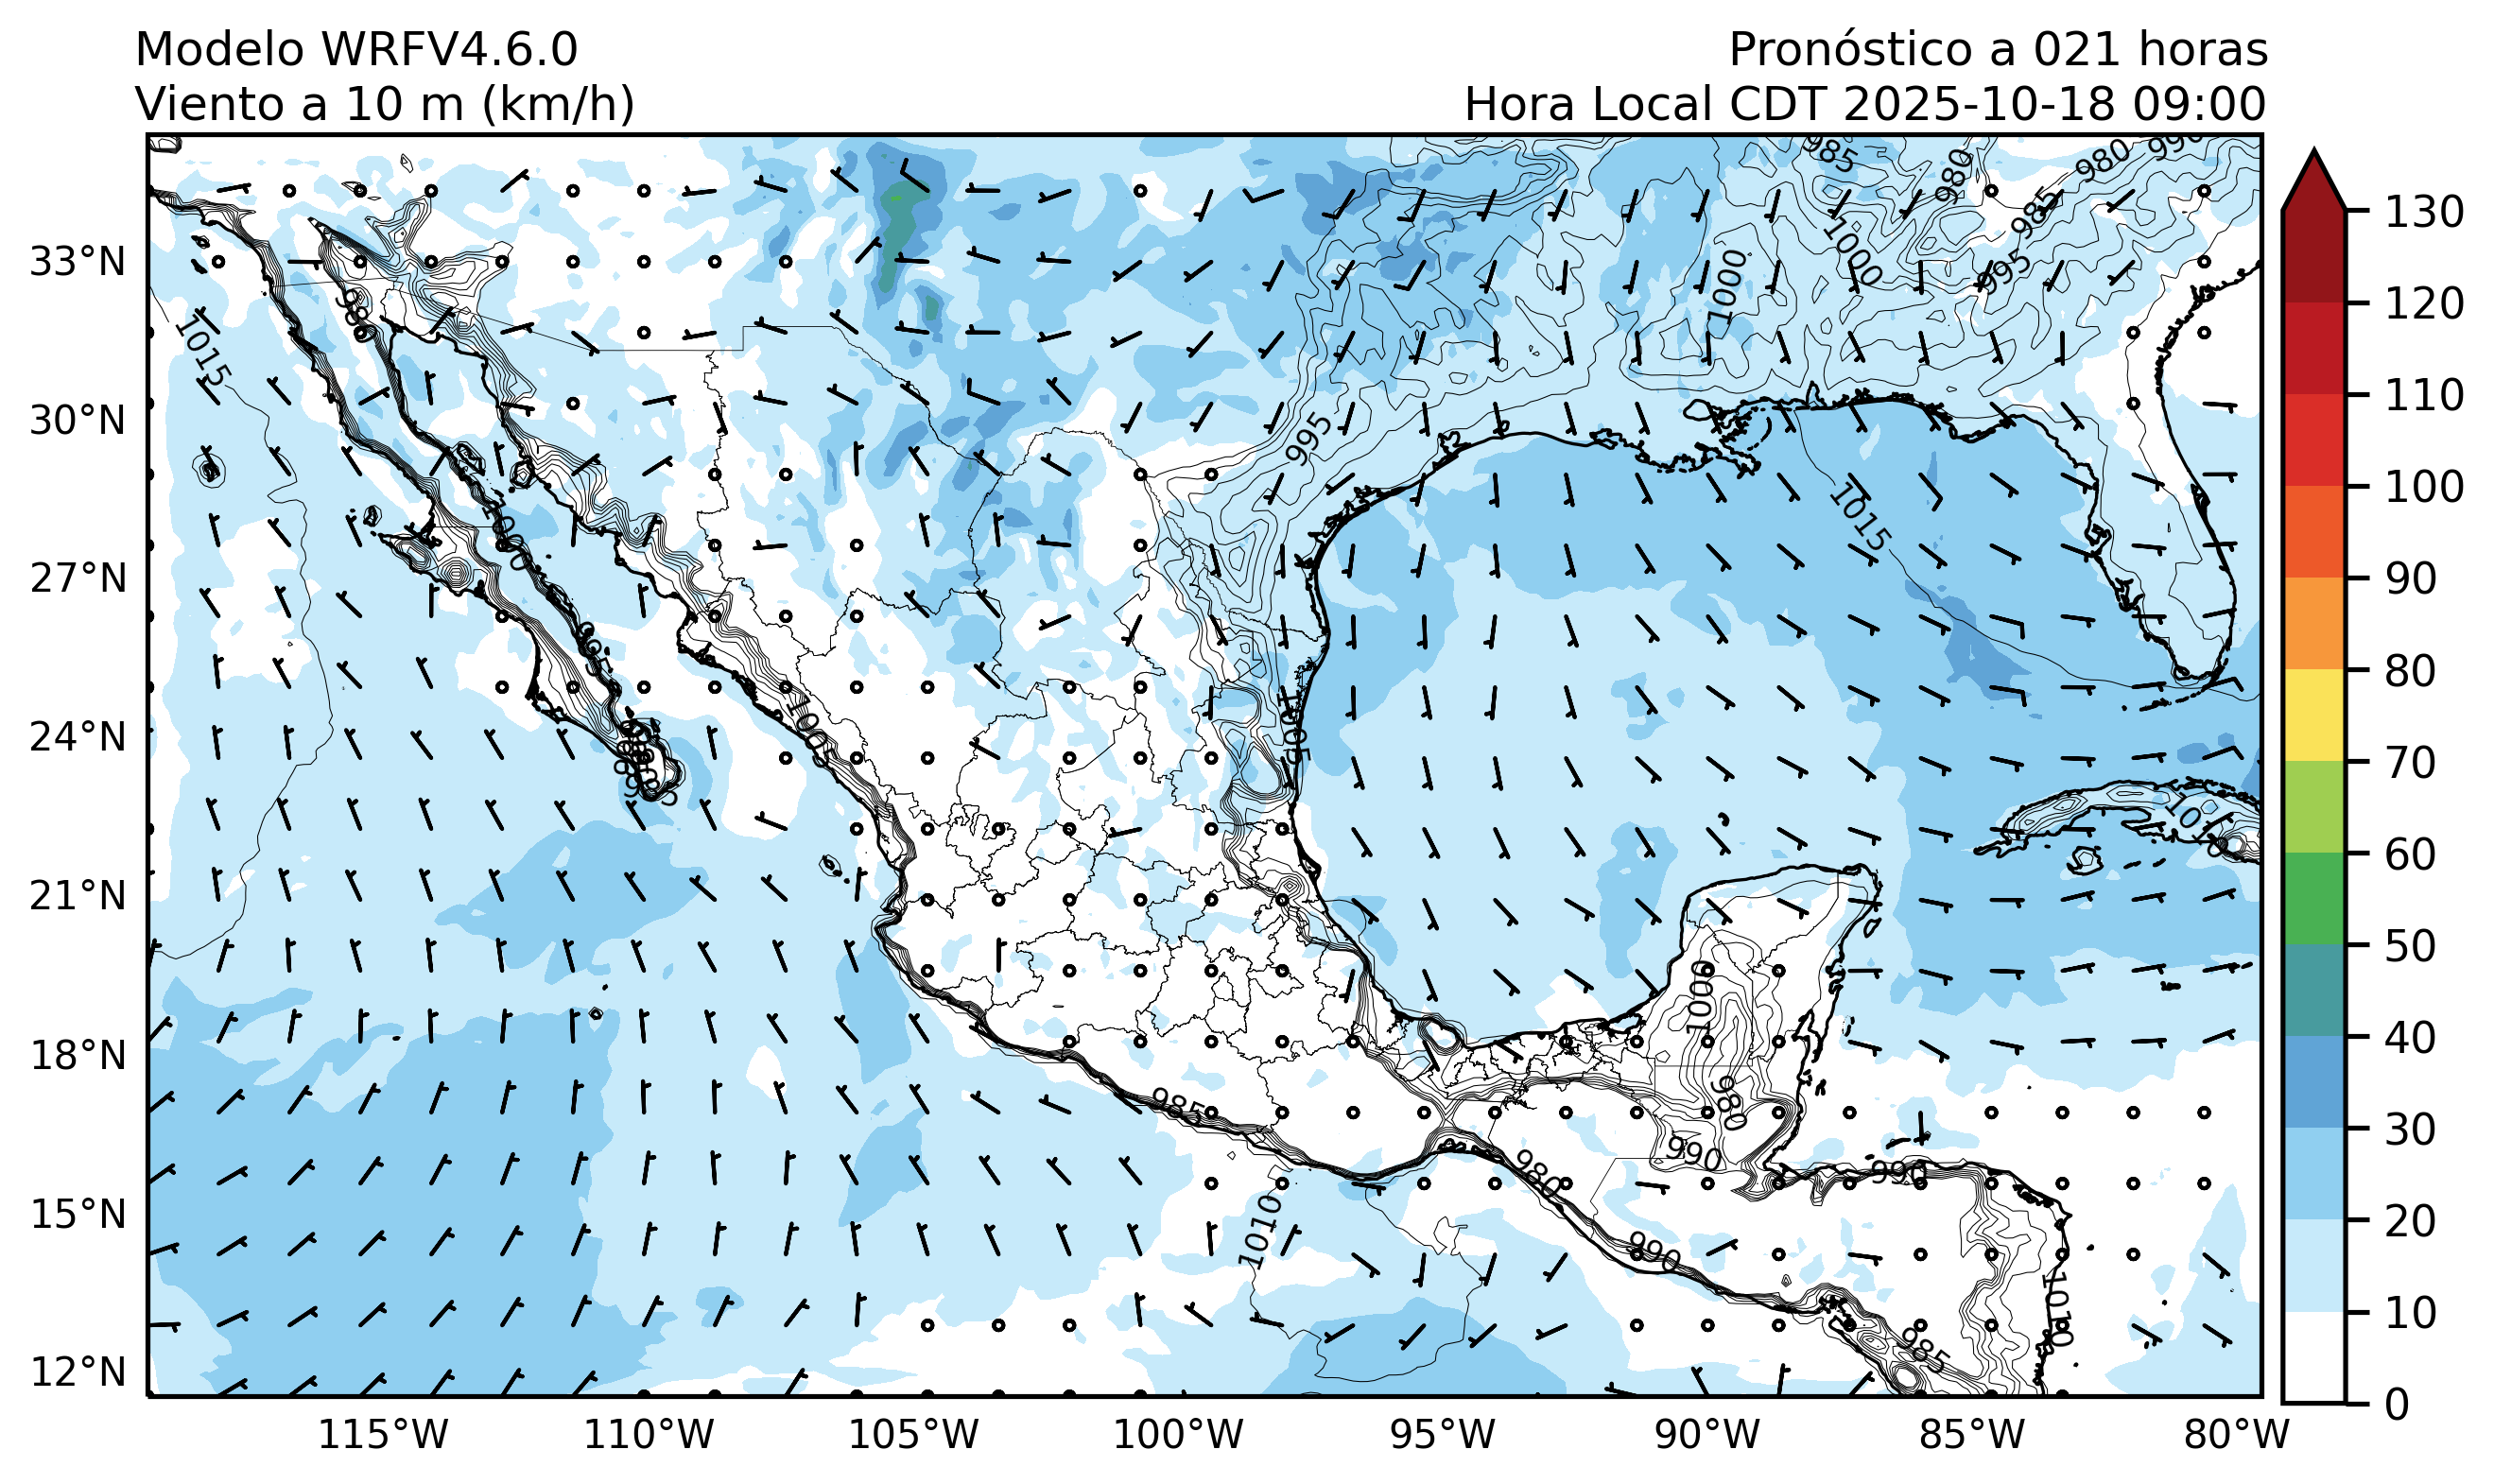 Modelo WRFV4.6.0
Pronóstico a 021 horas
Viento a 10 m (km/h)
Hora Local CDT 2025-10-18 09:00
33°N
30°N
27°N
24°N
21°N
18°N
15°N
12°N
115°W
110°W
105°W
100°W
95°W
90°W
85°W
80°W
130
120
110
100
90
80
70
60
50
40
30
20
10
0
985
980
980
990
985
995
1000
1000
1015
995
1015
1005
1005
1000
980
990
990
985
980
990
1010
1010
985